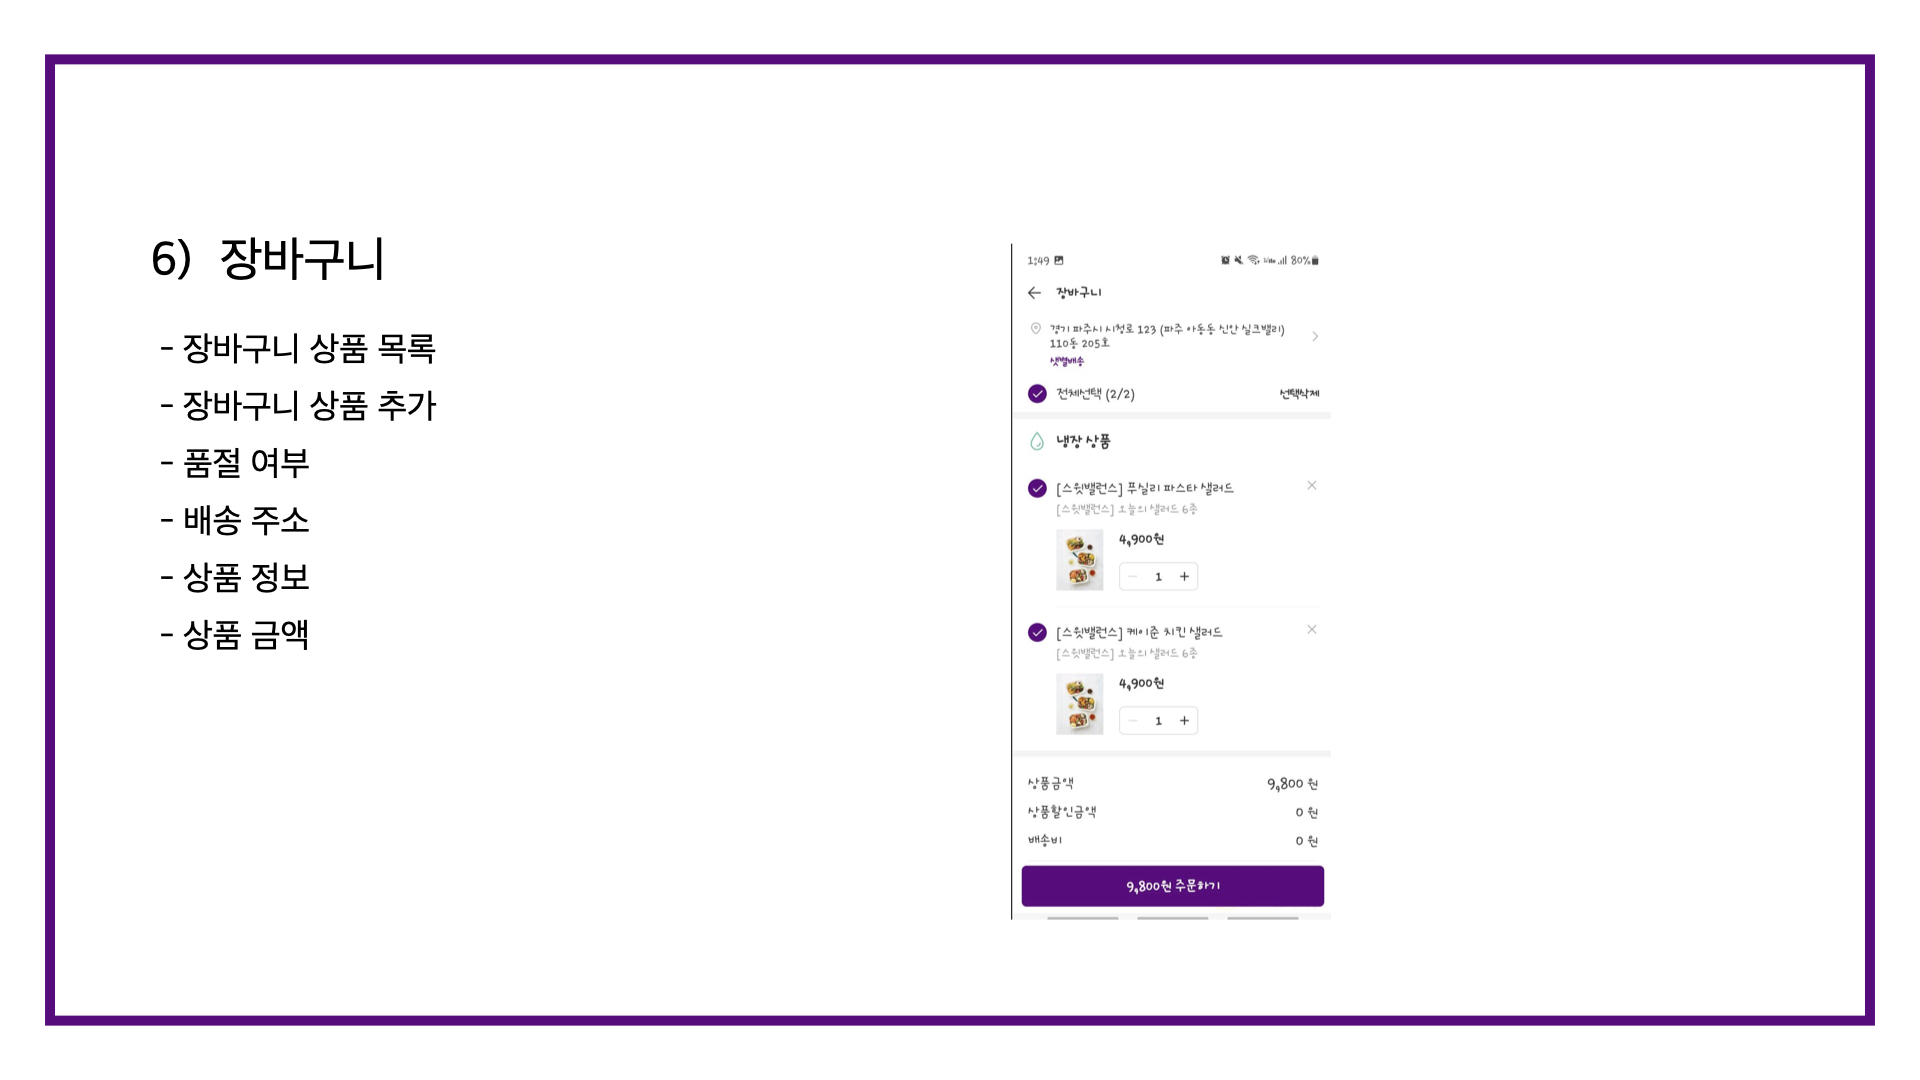 6) 장바구니
- 장바구니 상품 목록
- 장바구니 상품 추가
- 품절 여부
- 배송 주소
- 상품 정보
- 상품 금액
1:49 80%
장바구니
경기 파주시 시청로 123 (파주 아동동 신안 실크밸리)
110동 205호
샛별배송
전체선택 (2/2) 선택삭제
냉장 상품
[스윗밸런스] 푸실리 파스타 샐러드
[스윗밸런스] 오늘의 샐러드 6종
4,900원
1
[스윗밸런스] 케이준 치킨 샐러드
[스윗밸런스] 오늘의 샐러드 6종
4,900원
1
상품금액 9,800 원
상품할인금액 0 원
배송비 0 원
9,800원 주문하기